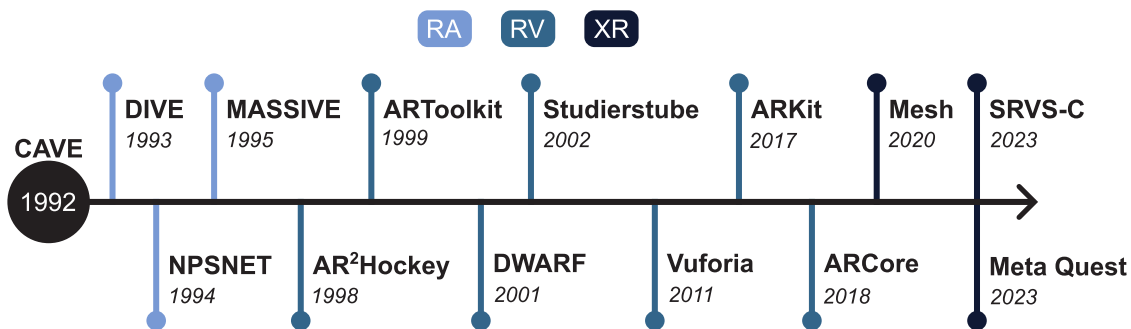 RA RV XR
CAVE
1992
DIVE
1993
MASSIVE
1995
ARToolkit
1999
Studierstube
2002
ARKit
2017
Mesh
2020
SRVS-C
2023
NPSNET
1994
AR²Hockey
1998
DWARF
2001
Vuforia
2011
ARCore
2018
Meta Quest
2023